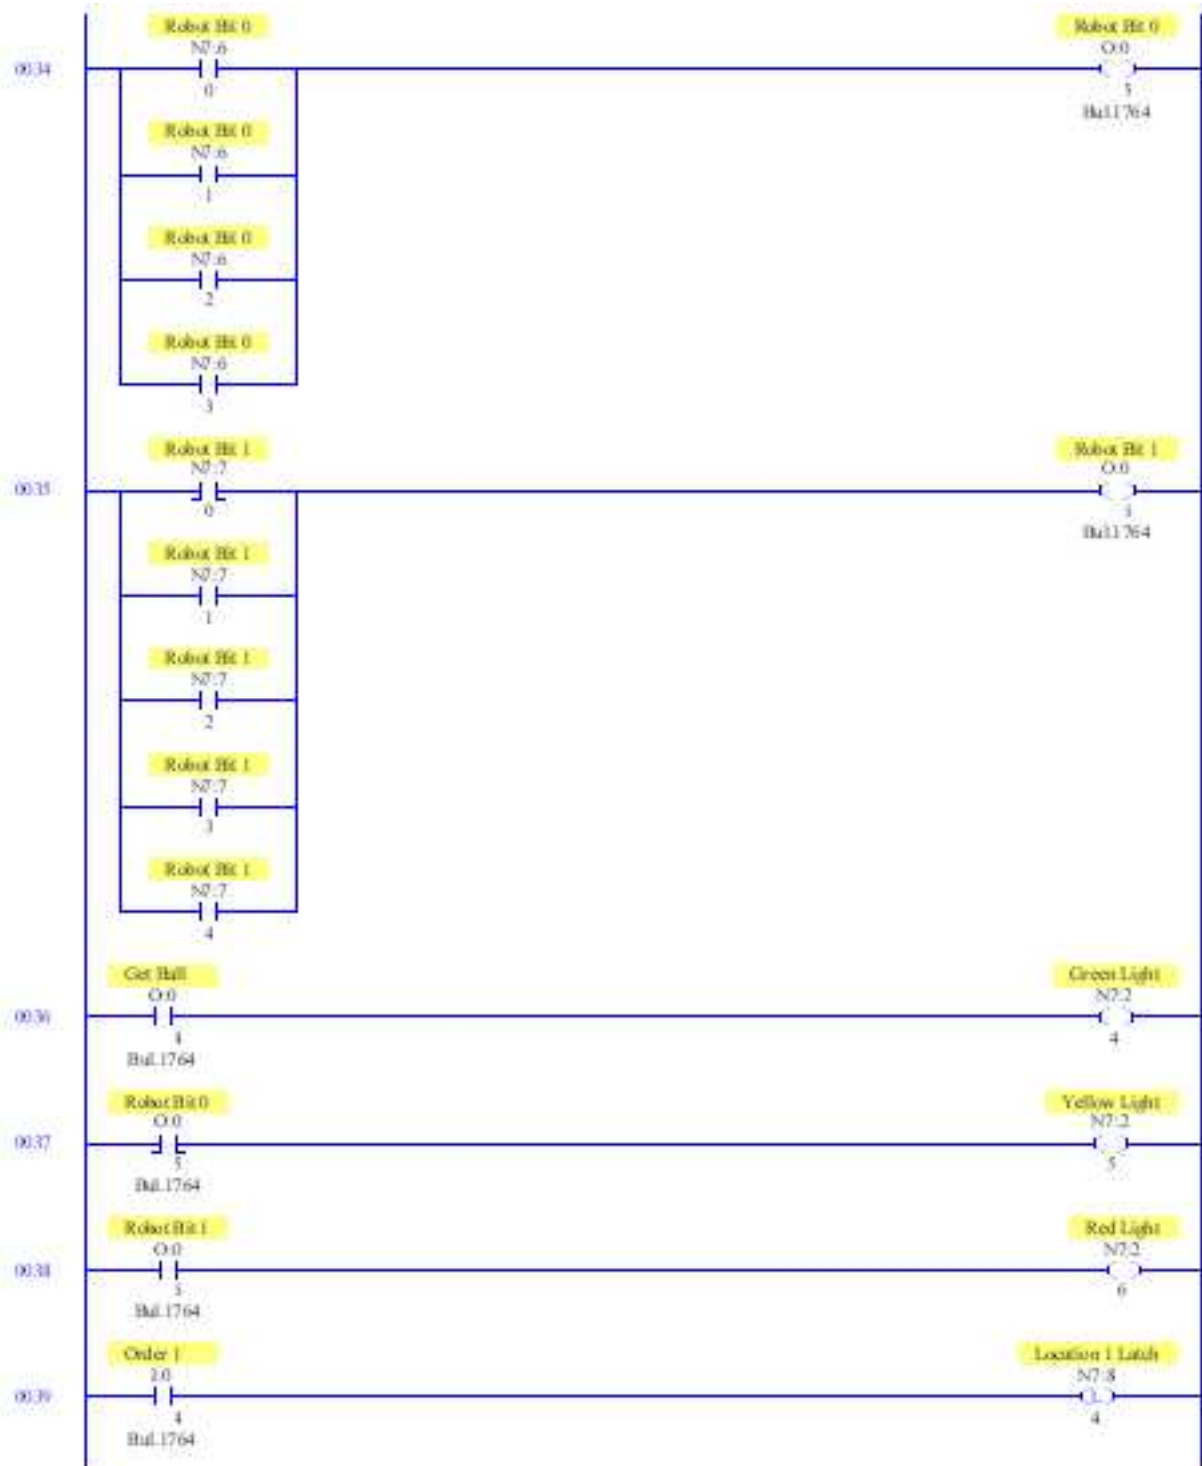 Robot Bit 0
N7:6
0
Robot Bit 0
O:0
Bul.1764
0034
Robot Bit 0
N7:6
1
Robot Bit 0
N7:6
2
Robot Bit 0
N7:6
3
Robot Bit 1
N7:7
0
Robot Bit 1
O:0
Bul.1764
0035
Robot Bit 1
N7:7
1
Robot Bit 1
N7:7
2
Robot Bit 1
N7:7
3
Robot Bit 1
N7:7
4
Get Ball
O:0
4
Bul.1764
Green Light
N7:2
4
0036
Robot Bit 0
O:0
5
Bul.1764
Yellow Light
N7:2
5
0037
Robot Bit 1
O:0
Bul.1764
Red Light
N7:2
6
0038
Order 1
4
Bul.1764
Location 1 Latch
N7:8
L
4
0039